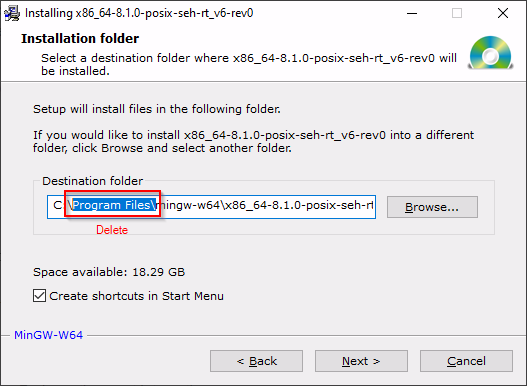 Installing x86_64-8.1.0-posix-seh-rt_v6-rev0
Installation folder
Select a destination folder where x86_64-8.1.0-posix-seh-rt_v6-rev0 will
be installed.
Setup will install files in the following folder.
If you would like to install x86_64-8.1.0-posix-seh-rt_v6-rev0 into a different
folder, click Browse and select another folder.
Destination folder
C:\Program Files\mingw-w64\x86_64-8.1.0-posix-seh-rt
Browse...
Delete
Space available: 18.29 GB
Create shortcuts in Start Menu
MinGW-W64
< Back
Next >
Cancel